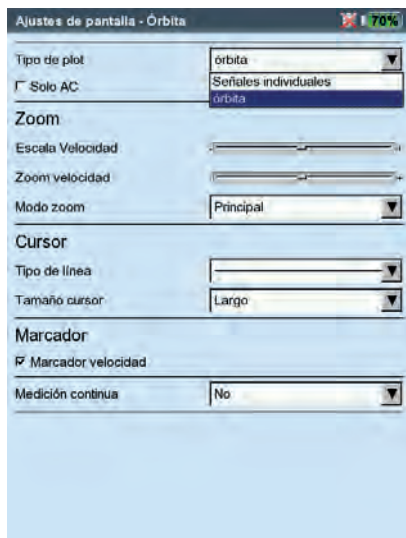 Ajustes de pantalla - Órbita 70%
Tipo de plot órbita
Solo AC Señales individuales
órbita
Zoom
Escala Velocidad
Zoom velocidad
Modo zoom Principal
Cursor
Tipo de línea
Tamaño cursor Largo
Marcador
Marcador velocidad
Medición continua No